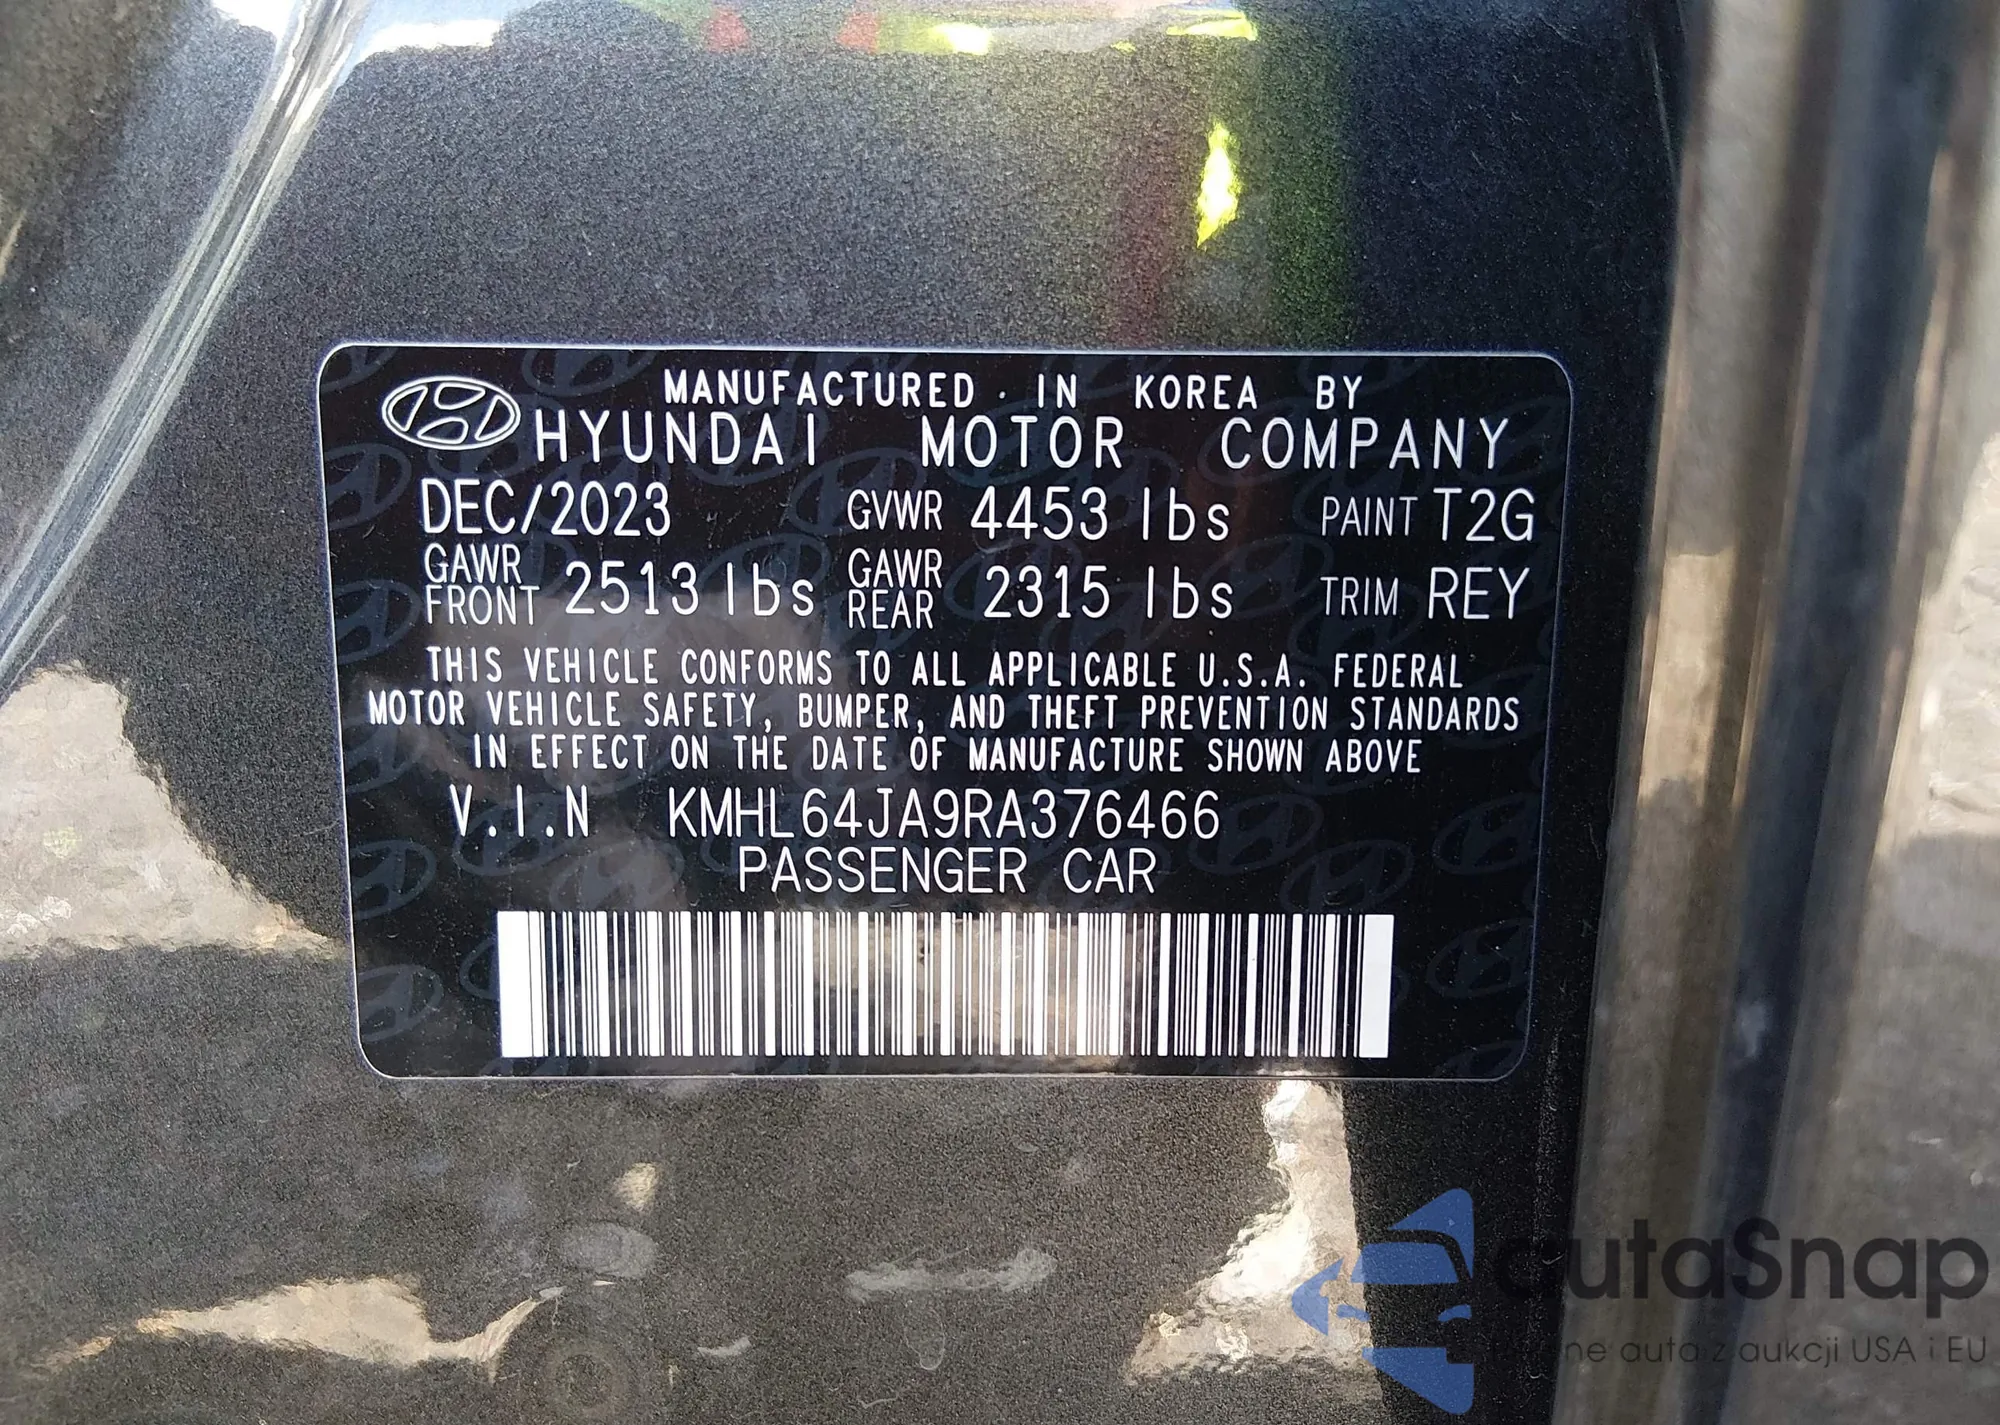 MANUFACTURED · IN KOREA BY
HYUNDAI MOTOR COMPANY
DEC/2023 GVWR 4453 lbs PAINT T2G
GAWR FRONT 2513 lbs GAWR REAR 2315 lbs TRIM REY
THIS VEHICLE CONFORMS TO ALL APPLICABLE U.S.A. FEDERAL
MOTOR VEHICLE SAFETY, BUMPER, AND THEFT PREVENTION STANDARDS
IN EFFECT ON THE DATE OF MANUFACTURE SHOWN ABOVE
V.I.N KMHL64JA9RA376466
PASSENGER CAR
autaSnap
auta z aukcji USA i EU